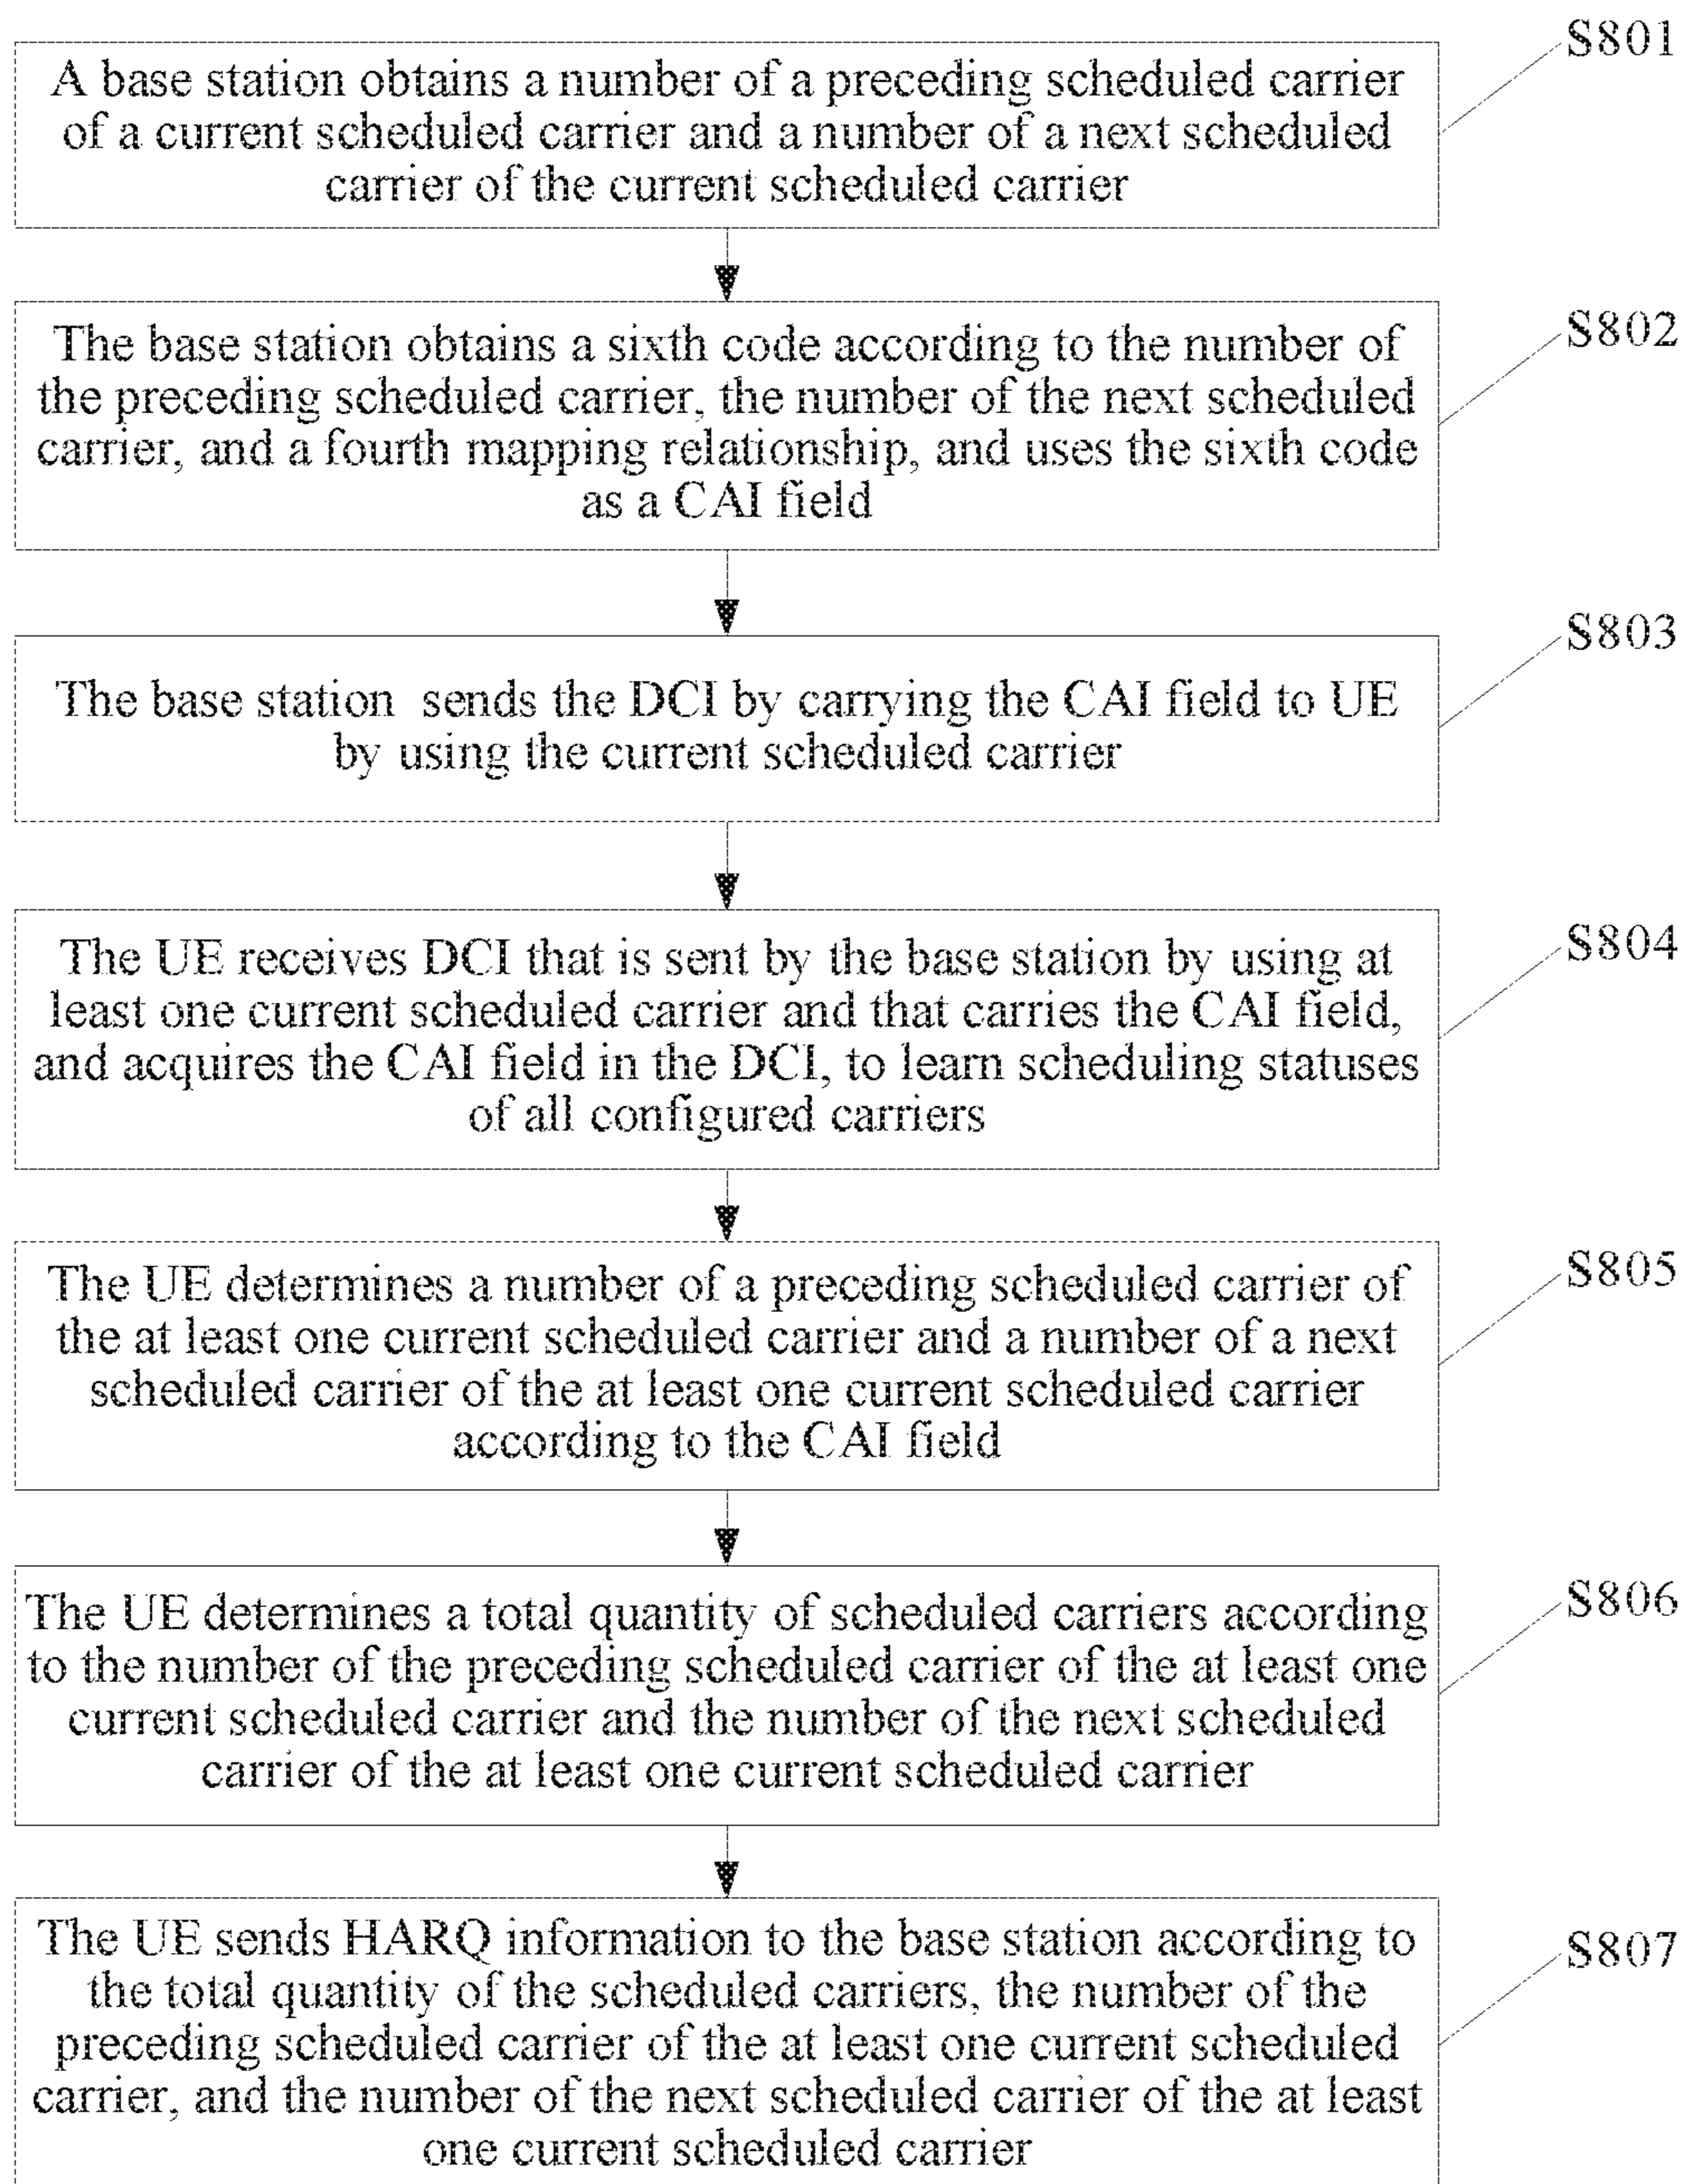 S801
A base station obtains a number of a preceding scheduled carrier
of a current scheduled carrier and a number of a next scheduled
carrier of the current scheduled carrier
S802
The base station obtains a sixth code according to the number of
the preceding scheduled carrier, the number of the next scheduled
carrier, and a fourth mapping relationship, and uses the sixth code
as a CAI field
S803
The base station sends the DCI by carrying the CAI field to UE
by using the current scheduled carrier
S804
The UE receives DCI that is sent by the base station by using at
least one current scheduled carrier and that carries the CAI field,
and acquires the CAI field in the DCI, to learn scheduling statuses
of all configured carriers
S805
The UE determines a number of a preceding scheduled carrier of
the at least one current scheduled carrier and a number of a next
scheduled carrier of the at least one current scheduled carrier
according to the CAI field
S806
The UE determines a total quantity of scheduled carriers according
to the number of the preceding scheduled carrier of the at least one
current scheduled carrier and the number of the next scheduled
carrier of the at least one current scheduled carrier
S807
The UE sends HARQ information to the base station according to
the total quantity of the scheduled carriers, the number of the
preceding scheduled carrier of the at least one current scheduled
carrier, and the number of the next scheduled carrier of the at least
one current scheduled carrier